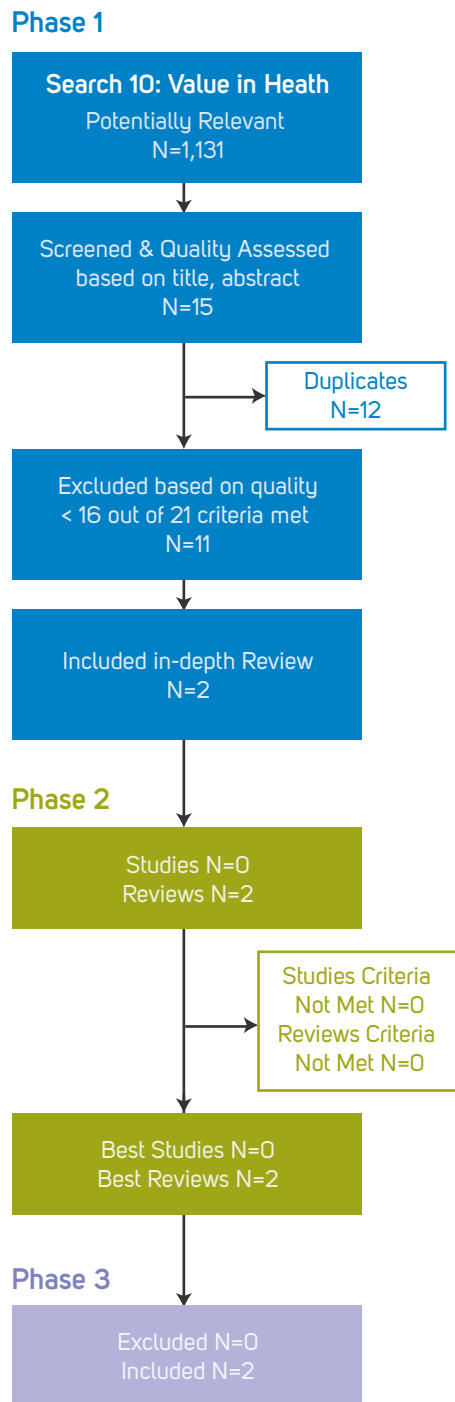 Phase 1
Search 10: Value in Heath
Potentially Relevant
N=1,131
Screened & Quality Assessed
based on title, abstract
N=15
Duplicates
N=12
Excluded based on quality
< 16 out of 21 criteria met
N=11
Included in-depth Review
N=2
Phase 2
Studies N=0
Reviews N=2
Studies Criteria
Not Met N=0
Reviews Criteria
Not Met N=0
Best Studies N=0
Best Reviews N=2
Phase 3
Excluded N=0
Included N=2